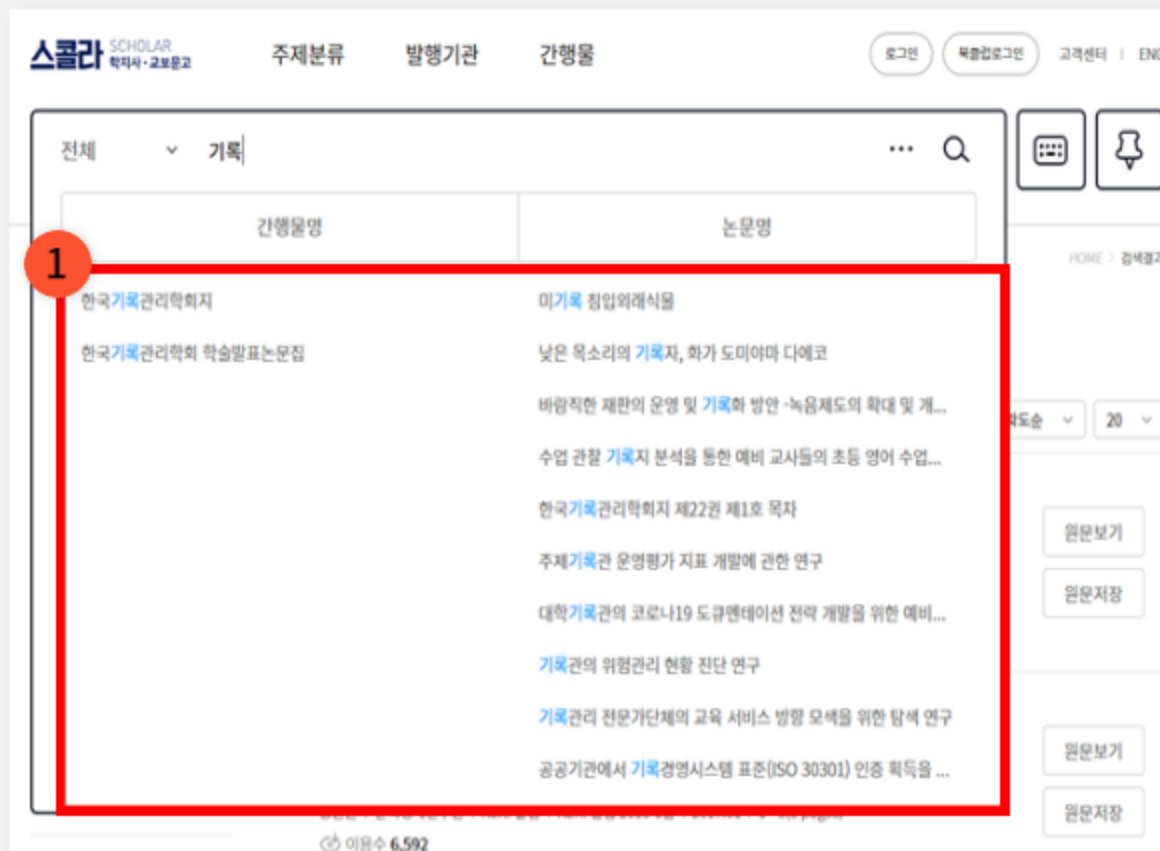 스콜라 SCHOLAR 학지사·교보문고
주제분류 발행기관 간행물
로그인 북클럽로그인 고객센터 | ENG
전체 기록
간행물명 논문명
HOME > 검색결과
1
한국기록관리학회지
한국기록관리학회 학술발표논문집
미기록 침입외래식물
낮은 목소리의 기록자, 화가 도미야마 다에코
바람직한 재판의 운영 및 기록화 방안 -녹음제도의 확대 및 개...
수업 관찰 기록지 분석을 통한 예비 교사들의 초등 영어 수업...
한국기록관리학회지 제22권 제1호 목차
주제기록관 운영평가 지표 개발에 관한 연구
대학기록관의 코로나19 도큐멘테이션 전략 개발을 위한 예비...
기록관의 위험관리 현황 진단 연구
기록관리 전문가단체의 교육 서비스 방향 모색을 위한 탐색 연구
공공기관에서 기록경영시스템 표준(ISO 30301) 인증 획득을 ...
확도순 20
원문보기
원문저장
원문보기
원문저장
이용수 6,592